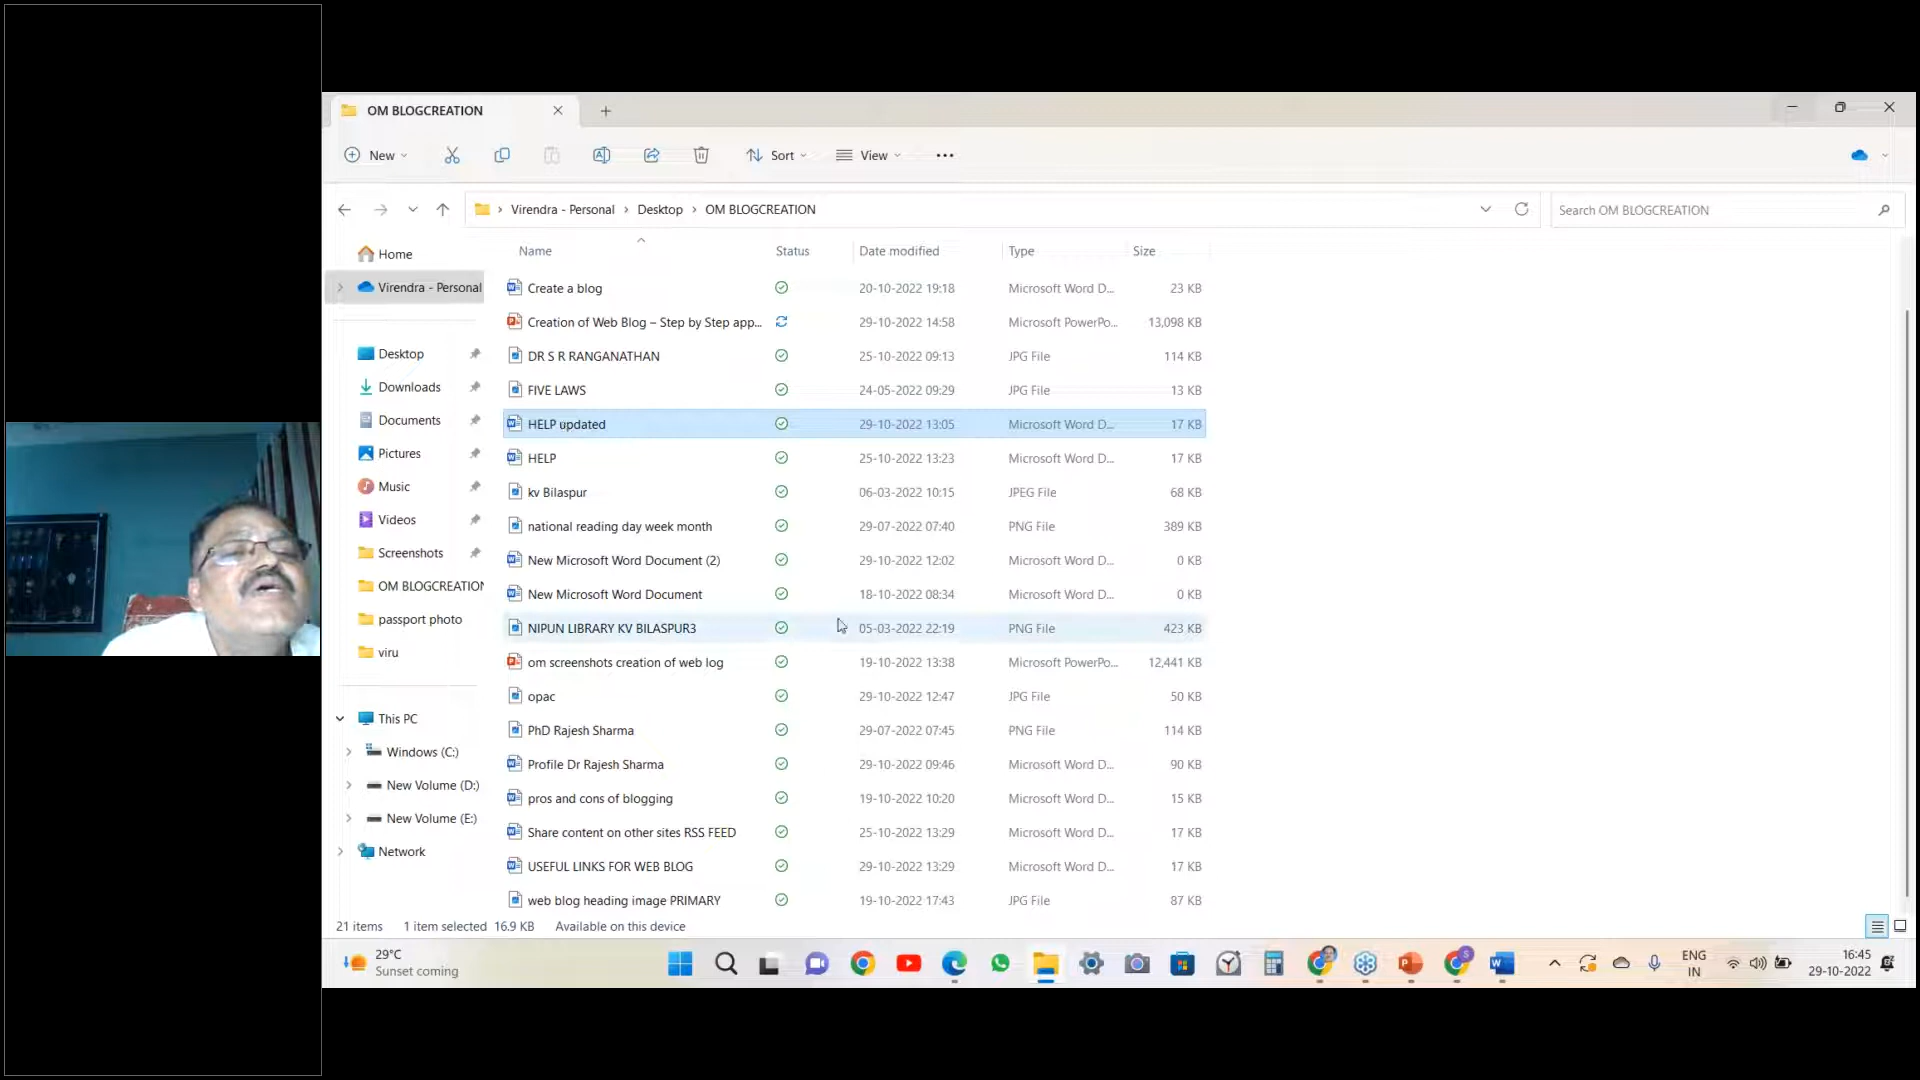 OM BLOGCREATION
New
Sort
View
Virendra - Personal > Desktop > OM BLOGCREATION
Search OM BLOGCREATION
Home
Virendra - Personal
Desktop
Downloads
Documents
Pictures
Music
Videos
Screenshots
OM BLOGCREATION
passport photo
viru
This PC
Windows (C:)
New Volume (D:)
New Volume (E:)
Network
Name Status Date modified Type Size
Create a blog 20-10-2022 19:18 Microsoft Word D... 23 KB
Creation of Web Blog – Step by Step app... 29-10-2022 14:58 Microsoft PowerPo... 13,098 KB
DR S R RANGANATHAN 25-10-2022 09:13 JPG File 114 KB
FIVE LAWS 24-05-2022 09:29 JPG File 13 KB
HELP updated 29-10-2022 13:05 Microsoft Word D... 17 KB
HELP 25-10-2022 13:23 Microsoft Word D... 17 KB
kv Bilaspur 06-03-2022 10:15 JPEG File 68 KB
national reading day week month 29-07-2022 07:40 PNG File 389 KB
New Microsoft Word Document (2) 29-10-2022 12:02 Microsoft Word D... 0 KB
New Microsoft Word Document 18-10-2022 08:34 Microsoft Word D... 0 KB
NIPUN LIBRARY KV BILASPUR3 05-03-2022 22:19 PNG File 423 KB
om screenshots creation of web log 19-10-2022 13:38 Microsoft PowerPo... 12,441 KB
opac 29-10-2022 12:47 JPG File 50 KB
PhD Rajesh Sharma 29-07-2022 07:45 PNG File 114 KB
Profile Dr Rajesh Sharma 29-10-2022 09:46 Microsoft Word D... 90 KB
pros and cons of blogging 19-10-2022 10:20 Microsoft Word D... 15 KB
Share content on other sites RSS FEED 25-10-2022 13:29 Microsoft Word D... 17 KB
USEFUL LINKS FOR WEB BLOG 29-10-2022 13:29 Microsoft Word D... 17 KB
web blog heading image PRIMARY 19-10-2022 17:43 JPG File 87 KB
21 items 1 item selected 16.9 KB Available on this device
29°C
Sunset coming
ENG
IN
16:45
29-10-2022